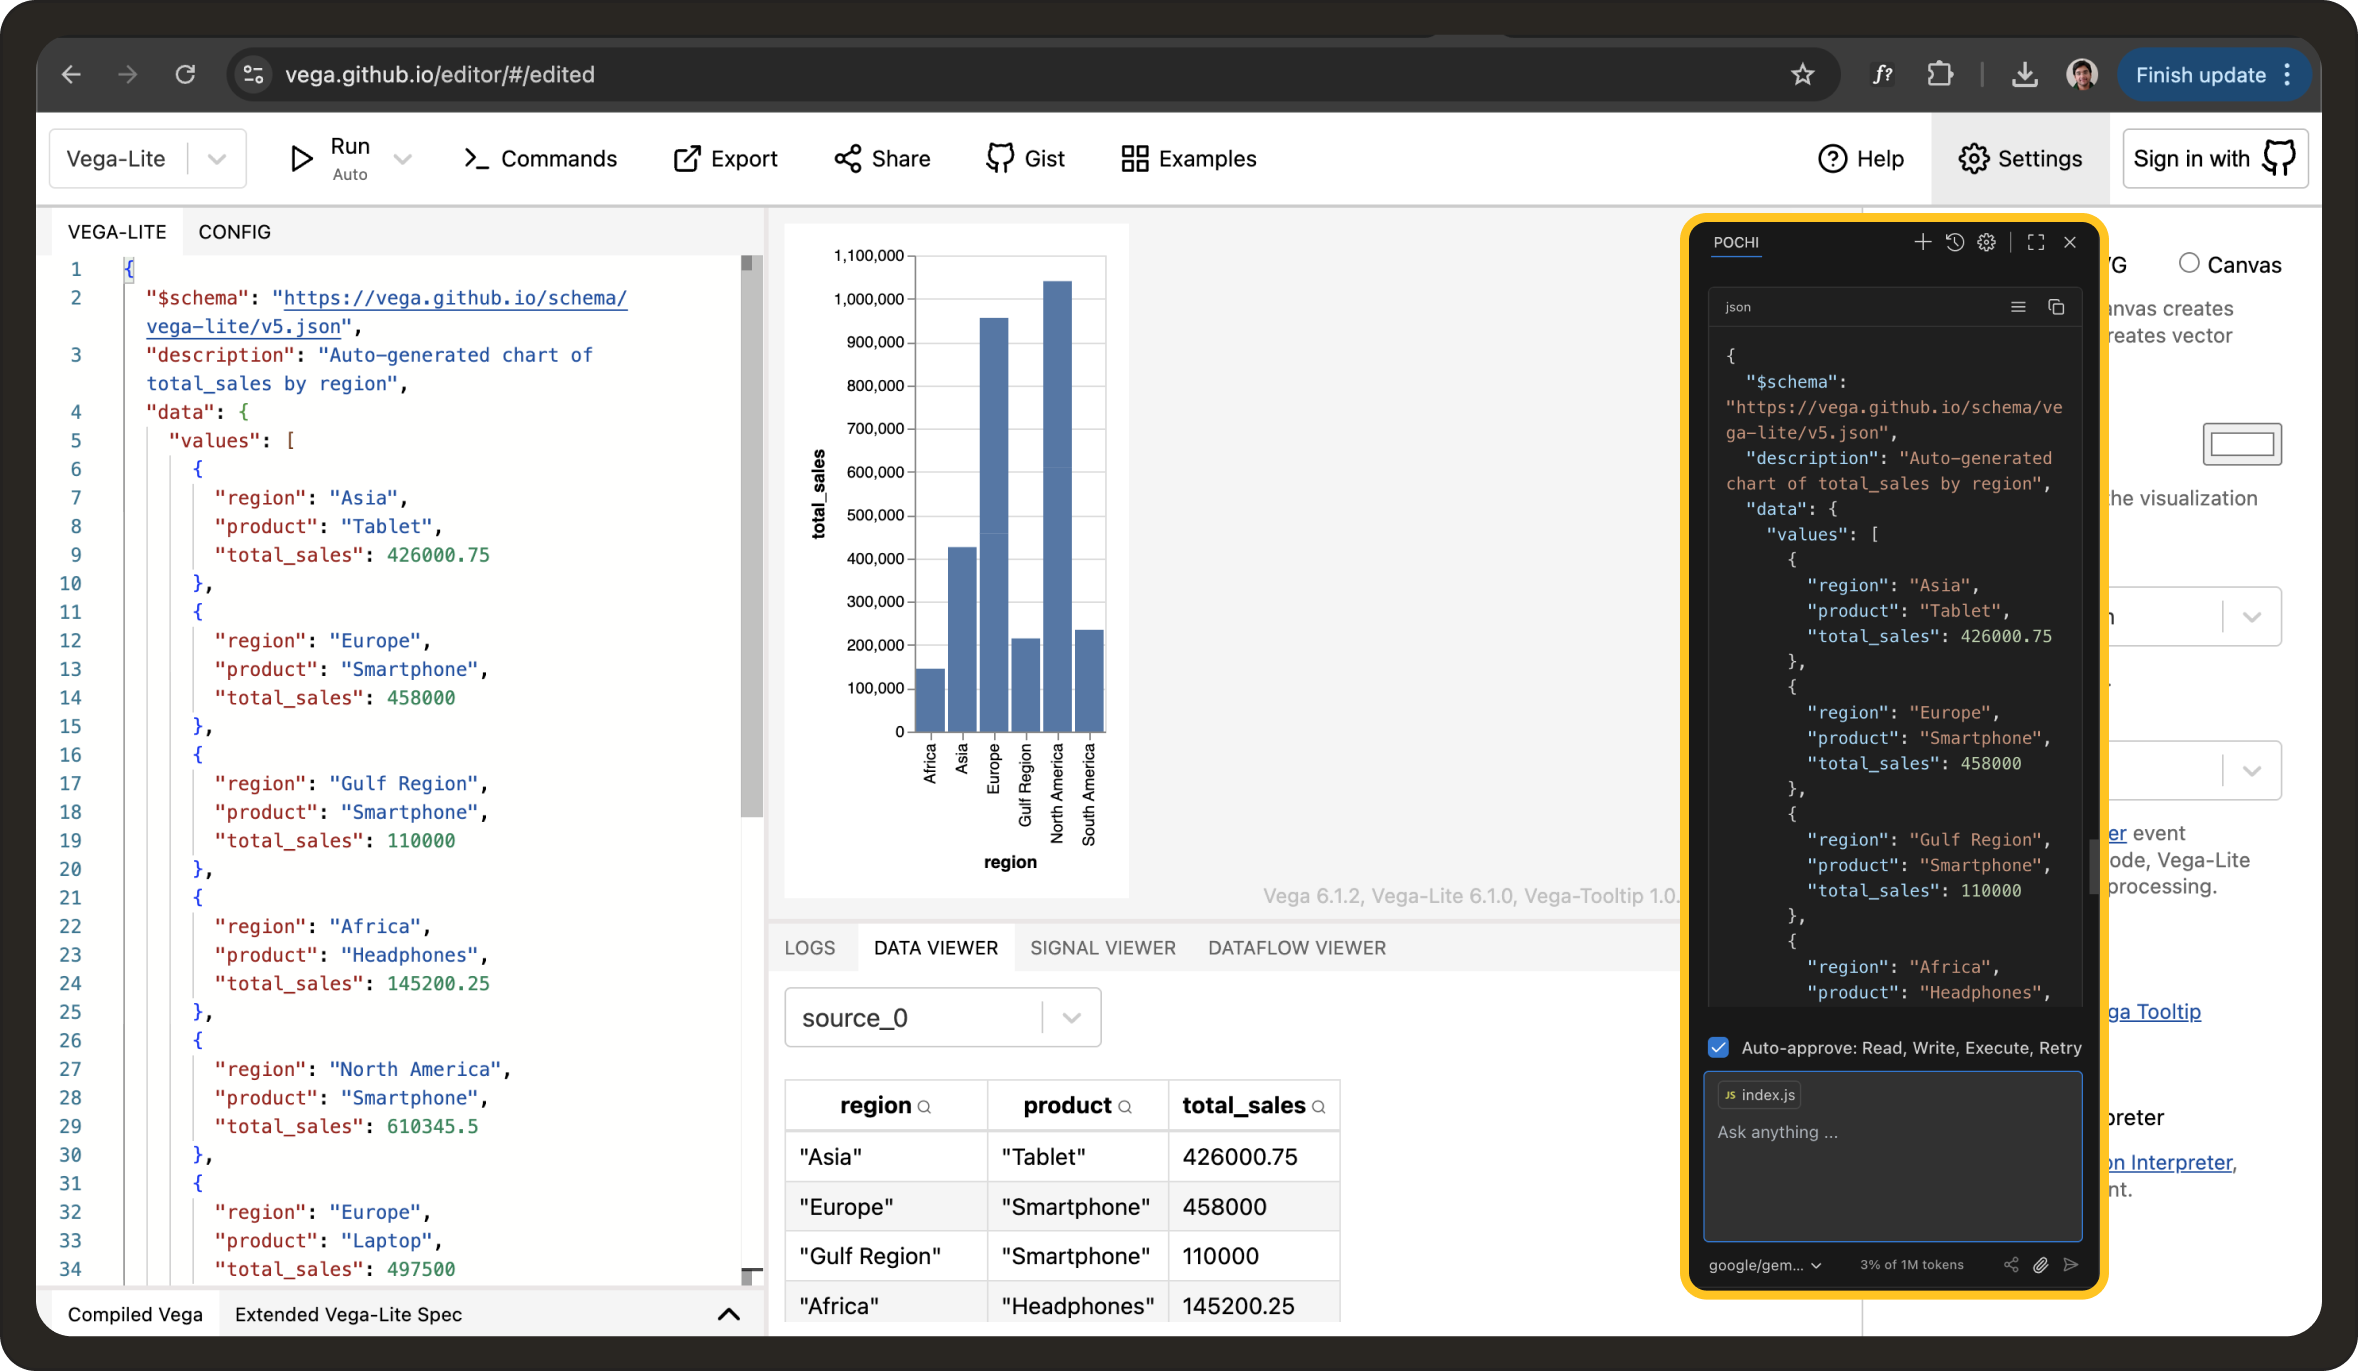 vega.github.io/editor/#/edited
Finish update
Vega-Lite
Run
Auto
Commands
Export
Share
Gist
Examples
Help
Settings
Sign in with
VEGA-LITE
CONFIG
1 {
2 "$schema": "https://vega.github.io/schema/
vega-lite/v5.json",
3 "description": "Auto-generated chart of
total_sales by region",
4 "data": {
5 "values": [
6 {
7 "region": "Asia",
8 "product": "Tablet",
9 "total_sales": 426000.75
10 },
11 {
12 "region": "Europe",
13 "product": "Smartphone",
14 "total_sales": 458000
15 },
16 {
17 "region": "Gulf Region",
18 "product": "Smartphone",
19 "total_sales": 110000
20 },
21 {
22 "region": "Africa",
23 "product": "Headphones",
24 "total_sales": 145200.25
25 },
26 {
27 "region": "North America",
28 "product": "Smartphone",
29 "total_sales": 610345.5
30 },
31 {
32 "region": "Europe",
33 "product": "Laptop",
34 "total_sales": 497500
Compiled Vega
Extended Vega-Lite Spec
1,100,000
1,000,000
900,000
800,000
700,000
600,000
500,000
400,000
300,000
200,000
100,000
0
total_sales
Africa
Asia
Europe
Gulf Region
North America
South America
region
Vega 6.1.2, Vega-Lite 6.1.0, Vega-Tooltip 1.0.
LOGS
DATA VIEWER
SIGNAL VIEWER
DATAFLOW VIEWER
source_0
region product total_sales
"Asia" "Tablet" 426000.75
"Europe" "Smartphone" 458000
"Gulf Region" "Smartphone" 110000
"Africa" "Headphones" 145200.25
POCHI
json
{
"$schema":
"https://vega.github.io/schema/ve
ga-lite/v5.json",
"description": "Auto-generated
chart of total_sales by region",
"data": {
"values": [
{
"region": "Asia",
"product": "Tablet",
"total_sales": 426000.75
},
{
"region": "Europe",
"product": "Smartphone",
"total_sales": 458000
},
{
"region": "Gulf Region",
"product": "Smartphone",
"total_sales": 110000
},
{
"region": "Africa",
"product": "Headphones",
Auto-approve: Read, Write, Execute, Retry
JS index.js
Ask anything ...
google/gem...
3% of 1M tokens
Canvas
creates
vector
visualization
er event
ode, Vega-Lite
processing.
ga Tooltip
preter
on Interpreter,
nt.